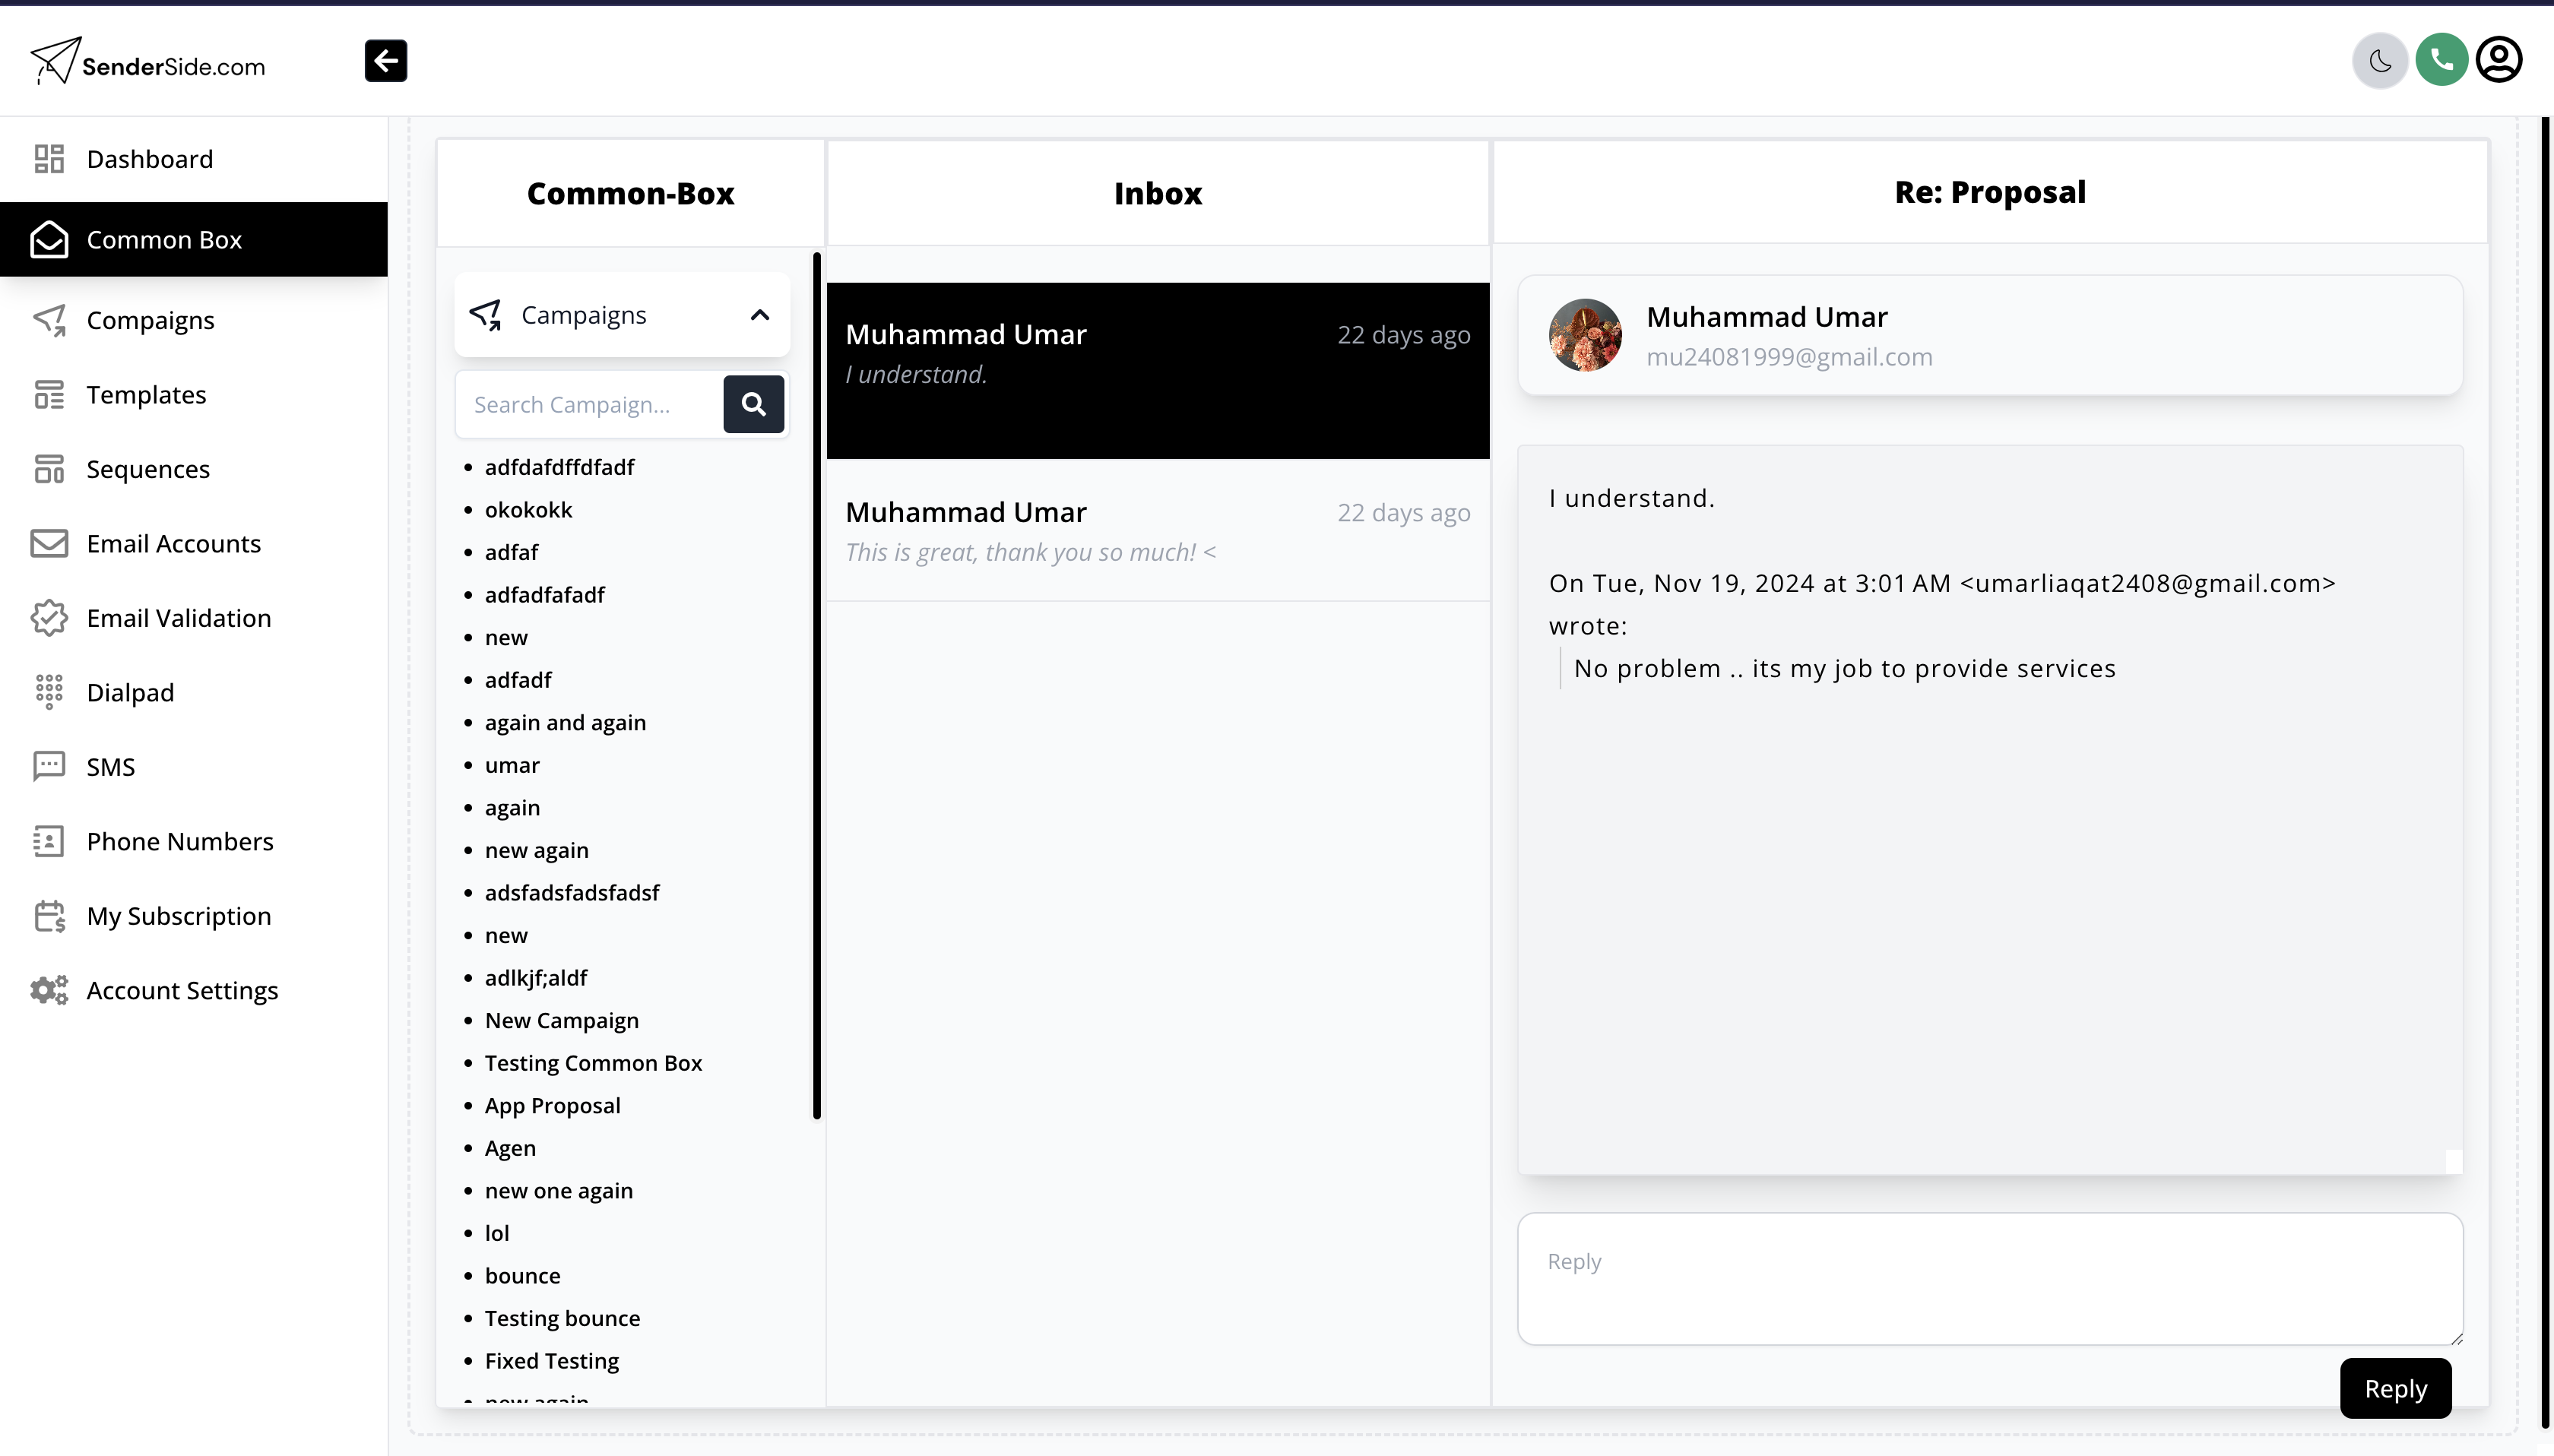 SenderSide.com
Dashboard
Common Box
Compaigns
Templates
Sequences
Email Accounts
Email Validation
Dialpad
SMS
Phone Numbers
My Subscription
Account Settings
Common-Box
Campaigns
Search Campaign...
adfdafdffdfadf
okokokk
adfaf
adfadfafadf
new
adfadf
again and again
umar
again
new again
adsfadsfadsfadsf
new
adlkjf;aldf
New Campaign
Testing Common Box
App Proposal
Agen
new one again
lol
bounce
Testing bounce
Fixed Testing
new again
Inbox
Muhammad Umar 22 days ago
I understand.
Muhammad Umar 22 days ago
This is great, thank you so much! <
Re: Proposal
Muhammad Umar
mu24081999@gmail.com
I understand.
On Tue, Nov 19, 2024 at 3:01 AM <umarliaqat2408@gmail.com>
wrote:
No problem .. its my job to provide services
Reply
Reply